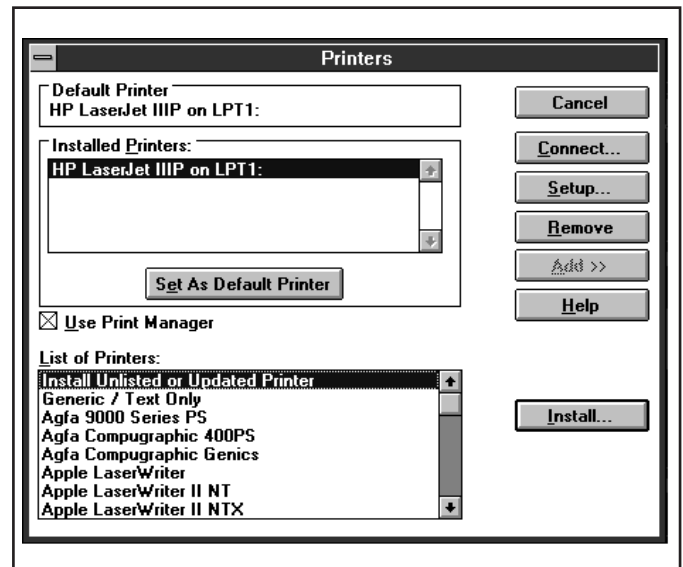 Printers
Default Printer
HP LaserJet IIIP on LPT1:
Installed Printers:
HP LaserJet IIIP on LPT1:
Set As Default Printer
Use Print Manager
List of Printers:
Install Unlisted or Updated Printer
Generic / Text Only
Agfa 9000 Series PS
Agfa Compugraphic 400PS
Agfa Compugraphic Genics
Apple LaserWriter
Apple LaserWriter II NT
Apple LaserWriter II NTX
Cancel
Connect...
Setup...
Remove
Add >>
Help
Install...